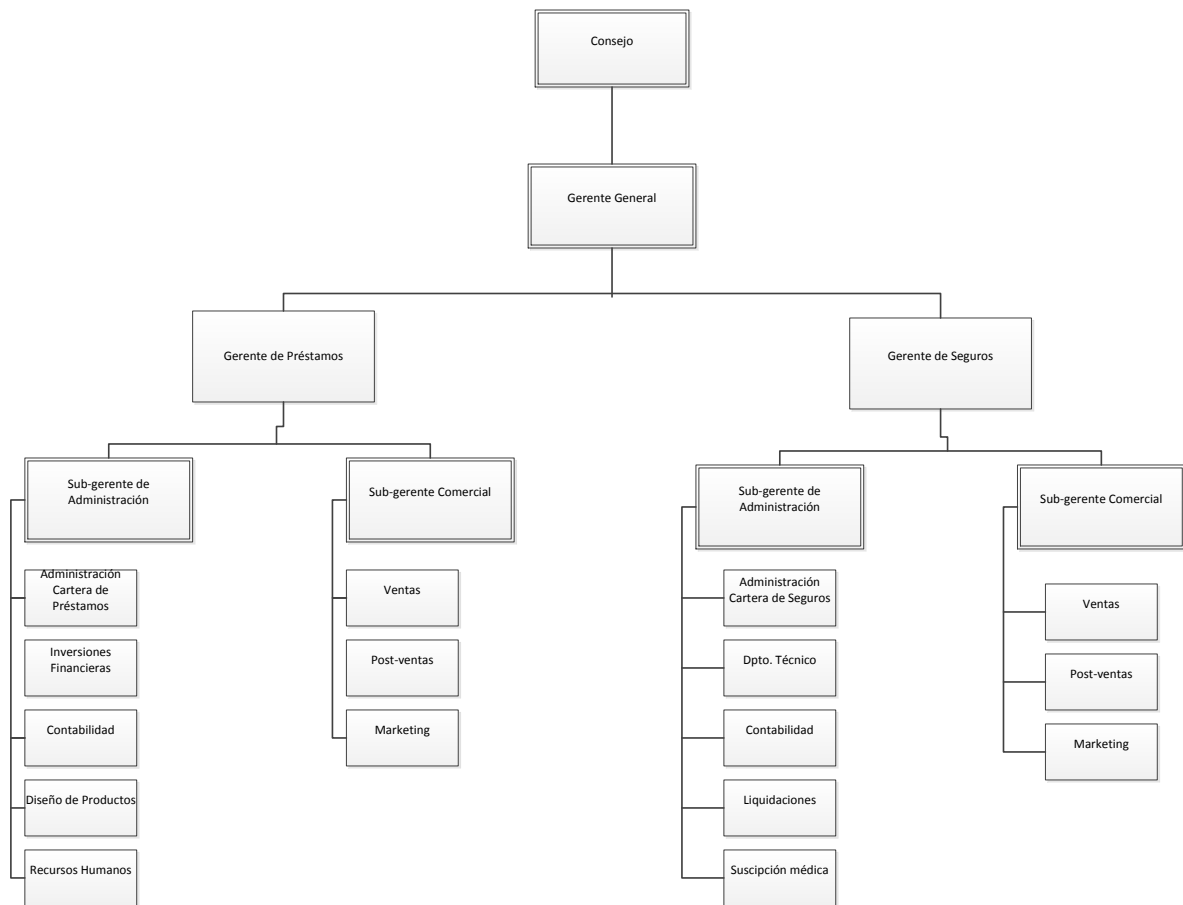 Consejo
Gerente General
Gerente de Préstamos
Gerente de Seguros
Sub-gerente de
Administración
Sub-gerente Comercial
Sub-gerente de
Administración
Sub-gerente Comercial
Administración
Cartera de
Préstamos
Inversiones
Financieras
Contabilidad
Diseño de Productos
Recursos Humanos
Ventas
Post-ventas
Marketing
Administración
Cartera de Seguros
Dpto. Técnico
Contabilidad
Liquidaciones
Suscipción médica
Ventas
Post-ventas
Marketing